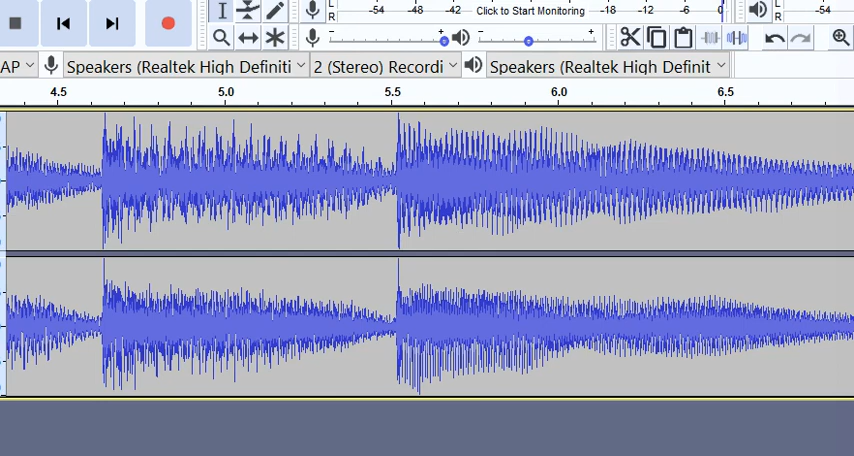 L
R
-54 -48 -42 Click to Start Monitoring -18 -12 -6 0
L
R
-54
- +
- +
AP
Speakers (Realtek High Definiti
2 (Stereo) Recordi
Speakers (Realtek High Definit
4.5 5.0 5.5 6.0 6.5